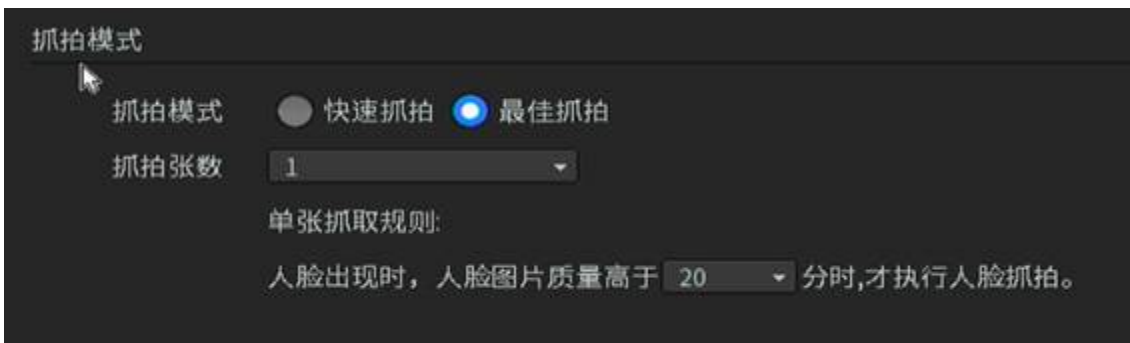 抓拍模式
抓拍模式 快速抓拍 最佳抓拍
抓拍张数 1
单张抓取规则:
人脸出现时，人脸图片质量高于 20 分时,才执行人脸抓拍。